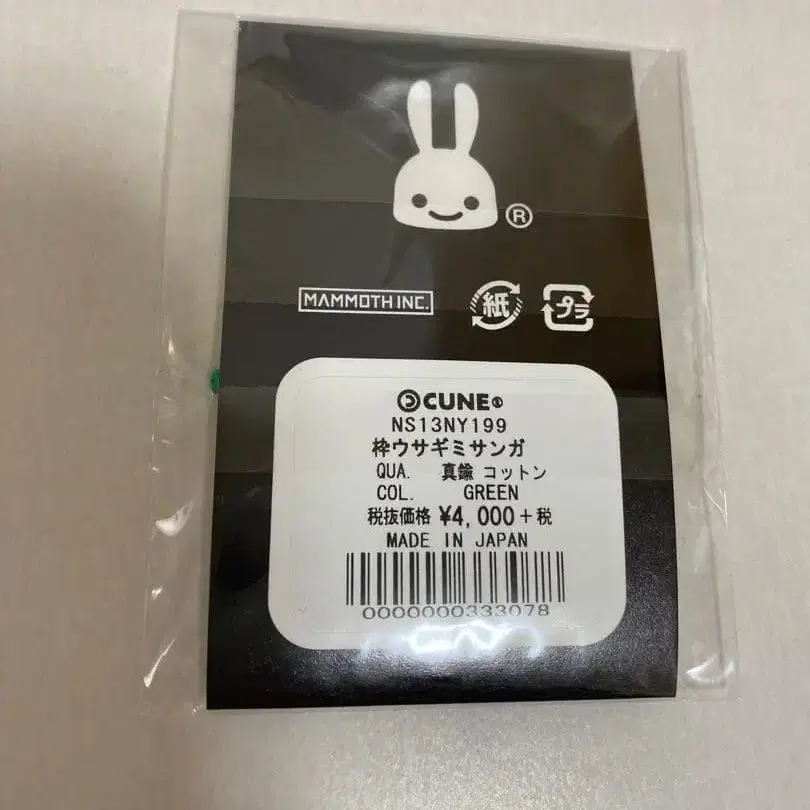 ®
MAMMOTH INC.
紙
プラ
CUNE®
NS13NY199
枠ウサギミサンガ
QUA. 真鍮 コットン
COL. GREEN
税抜価格 ¥4,000+税
MADE IN JAPAN
0000000333078